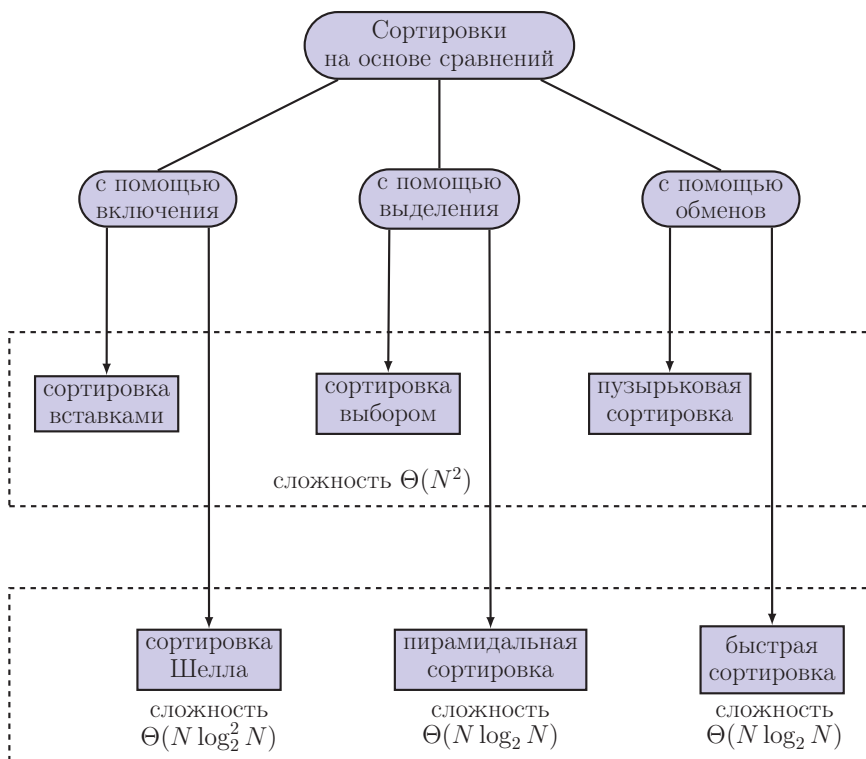 Сортировки
на основе сравнений
с помощью
включения
с помощью
выделения
с помощью
обменов
сортировка
вставками
сортировка
выбором
пузырьковая
сортировка
сложность Θ(N²)
сортировка
Шелла
пирамидальная
сортировка
быстрая
сортировка
сложность
Θ(N log₂² N)
сложность
Θ(N log₂ N)
сложность
Θ(N log₂ N)